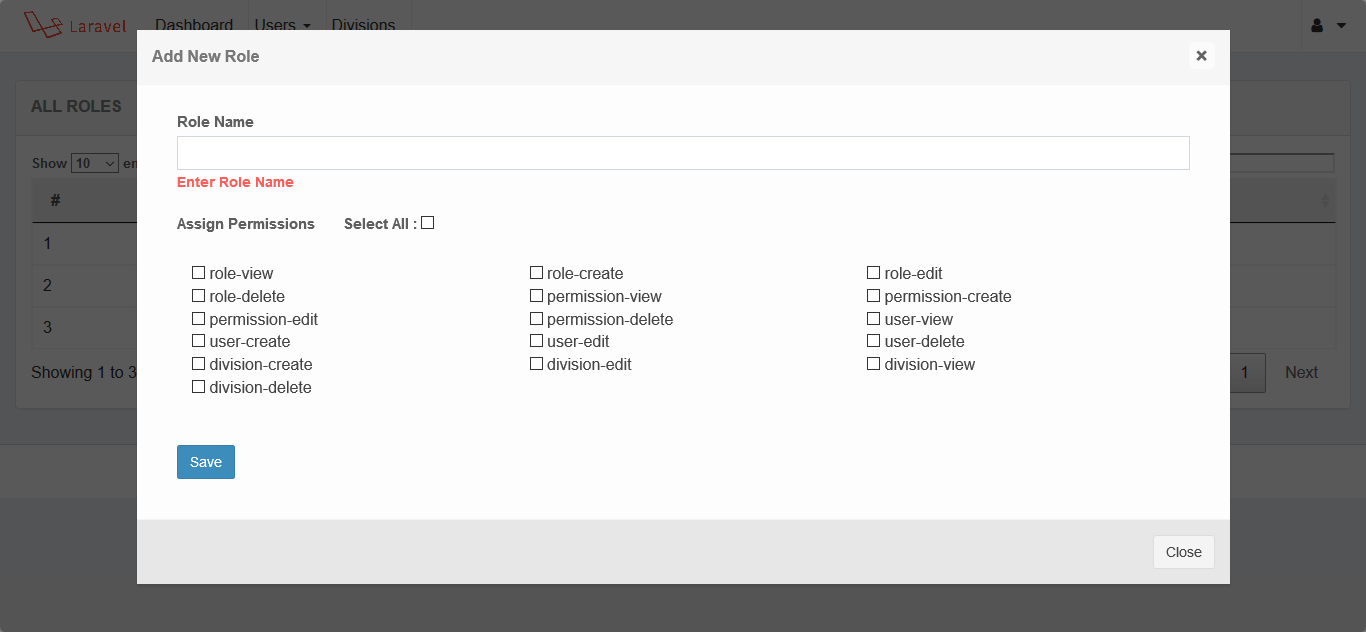 Laravel Dashboard Users Divisions
Add New Role ×
ALL ROLES
Role Name
Show 10 en
Enter Role Name
#
Assign Permissions Select All :
1
role-view role-create role-edit
2
role-delete permission-view permission-create
permission-edit permission-delete user-view
3
user-create user-edit user-delete
division-create division-edit division-view
Showing 1 to 3 1 Next
division-delete
Save
Close